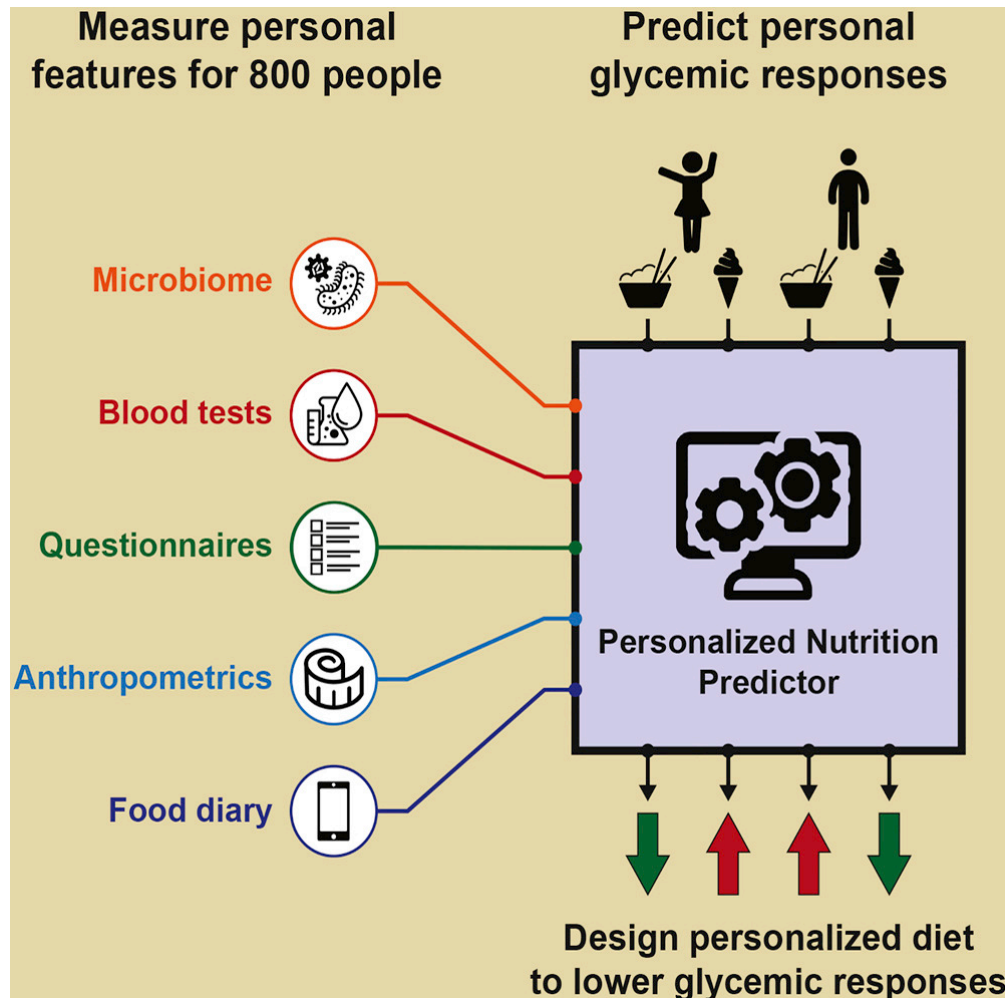 Measure personal
features for 800 people
Predict personal
glycemic responses
Microbiome
Blood tests
Questionnaires
Anthropometrics
Food diary
Personalized Nutrition
Predictor
Design personalized diet
to lower glycemic responses